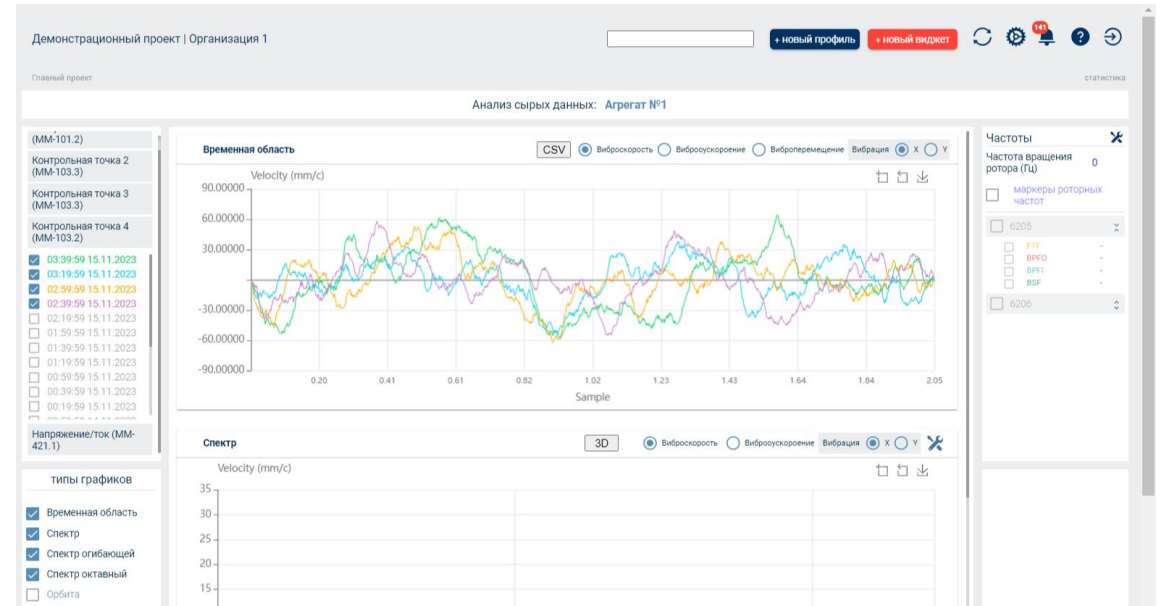 Демонстрационный проект | Организация 1
+ новый профиль
+ новый виджет
141
Главный проект
статистика
Анализ сырых данных: Агрегат №1
(ММ-101.2)
Контрольная точка 2
(ММ-103.3)
Контрольная точка 3
(ММ-103.3)
Контрольная точка 4
(ММ-103.2)
03:39:59 15.11.2023
03:19:59 15.11.2023
02:59:59 15.11.2023
02:39:59 15.11.2023
02:19:59 15.11.2023
01:59:59 15.11.2023
01:39:59 15.11.2023
01:19:59 15.11.2023
00:59:59 15.11.2023
00:39:59 15.11.2023
00:19:59 15.11.2023
Напряжение/ток (ММ-
421.1)
типы графиков
Временная область
Спектр
Спектр огибающей
Спектр октавный
Орбита
Временная область
CSV
Виброскорость
Виброускороение
Виброперемещение
Вибрация X Y
Velocity (mm/c)
90.00000
60.00000
30.00000
-30.00000
-60.00000
-90.00000
0.20 0.41 0.61 0.82 1.02 1.23 1.43 1.64 1.84 2.05
Sample
Спектр
3D
Виброскорость
Виброускороение
Вибрация X Y
Velocity (mm/c)
35
30
25
20
15
Частоты
Частота вращения
ротора (Гц)
0
маркеры роторных
частот
6205
FTF -
BPFO -
BPFI -
BSF -
6206